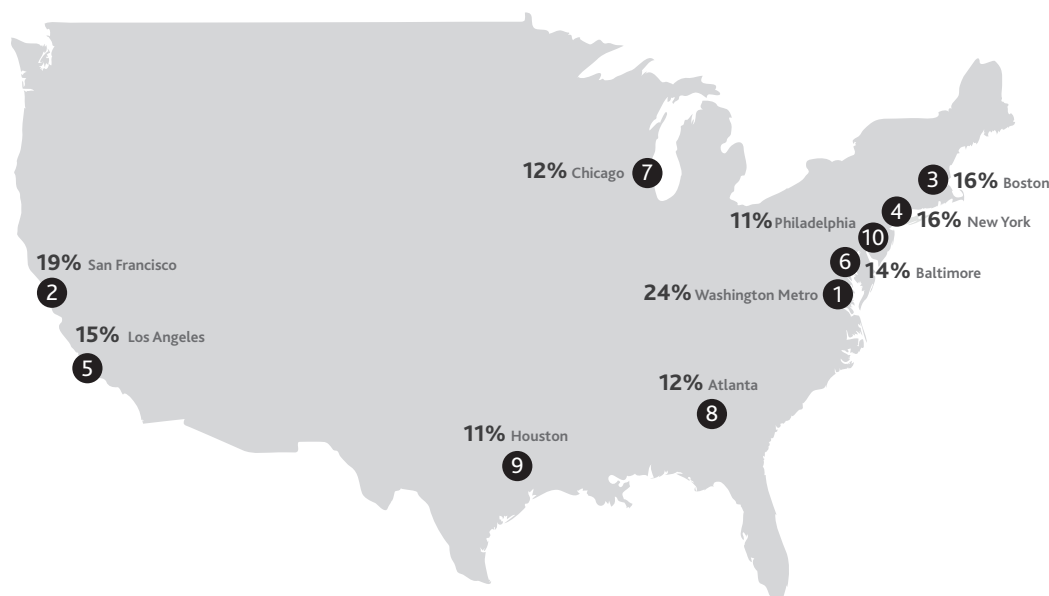 12% Chicago 7
3 16% Boston
4 16% New York
11% Philadelphia 10
19% San Francisco
2
6 14% Baltimore
24% Washington Metro 1
15% Los Angeles
5
12% Atlanta
8
11% Houston
9